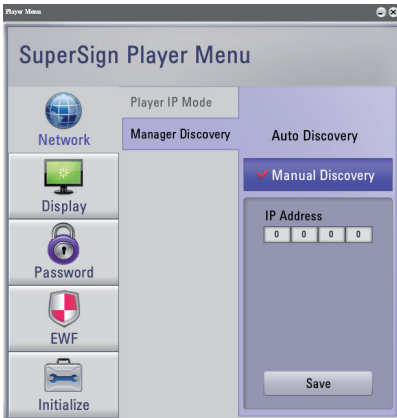 Player Menu
SuperSign Player Menu
Network
Display
Password
EWF
Initialize
Player IP Mode
Manager Discovery
Auto Discovery
Manual Discovery
IP Address
0 0 0 0
Save